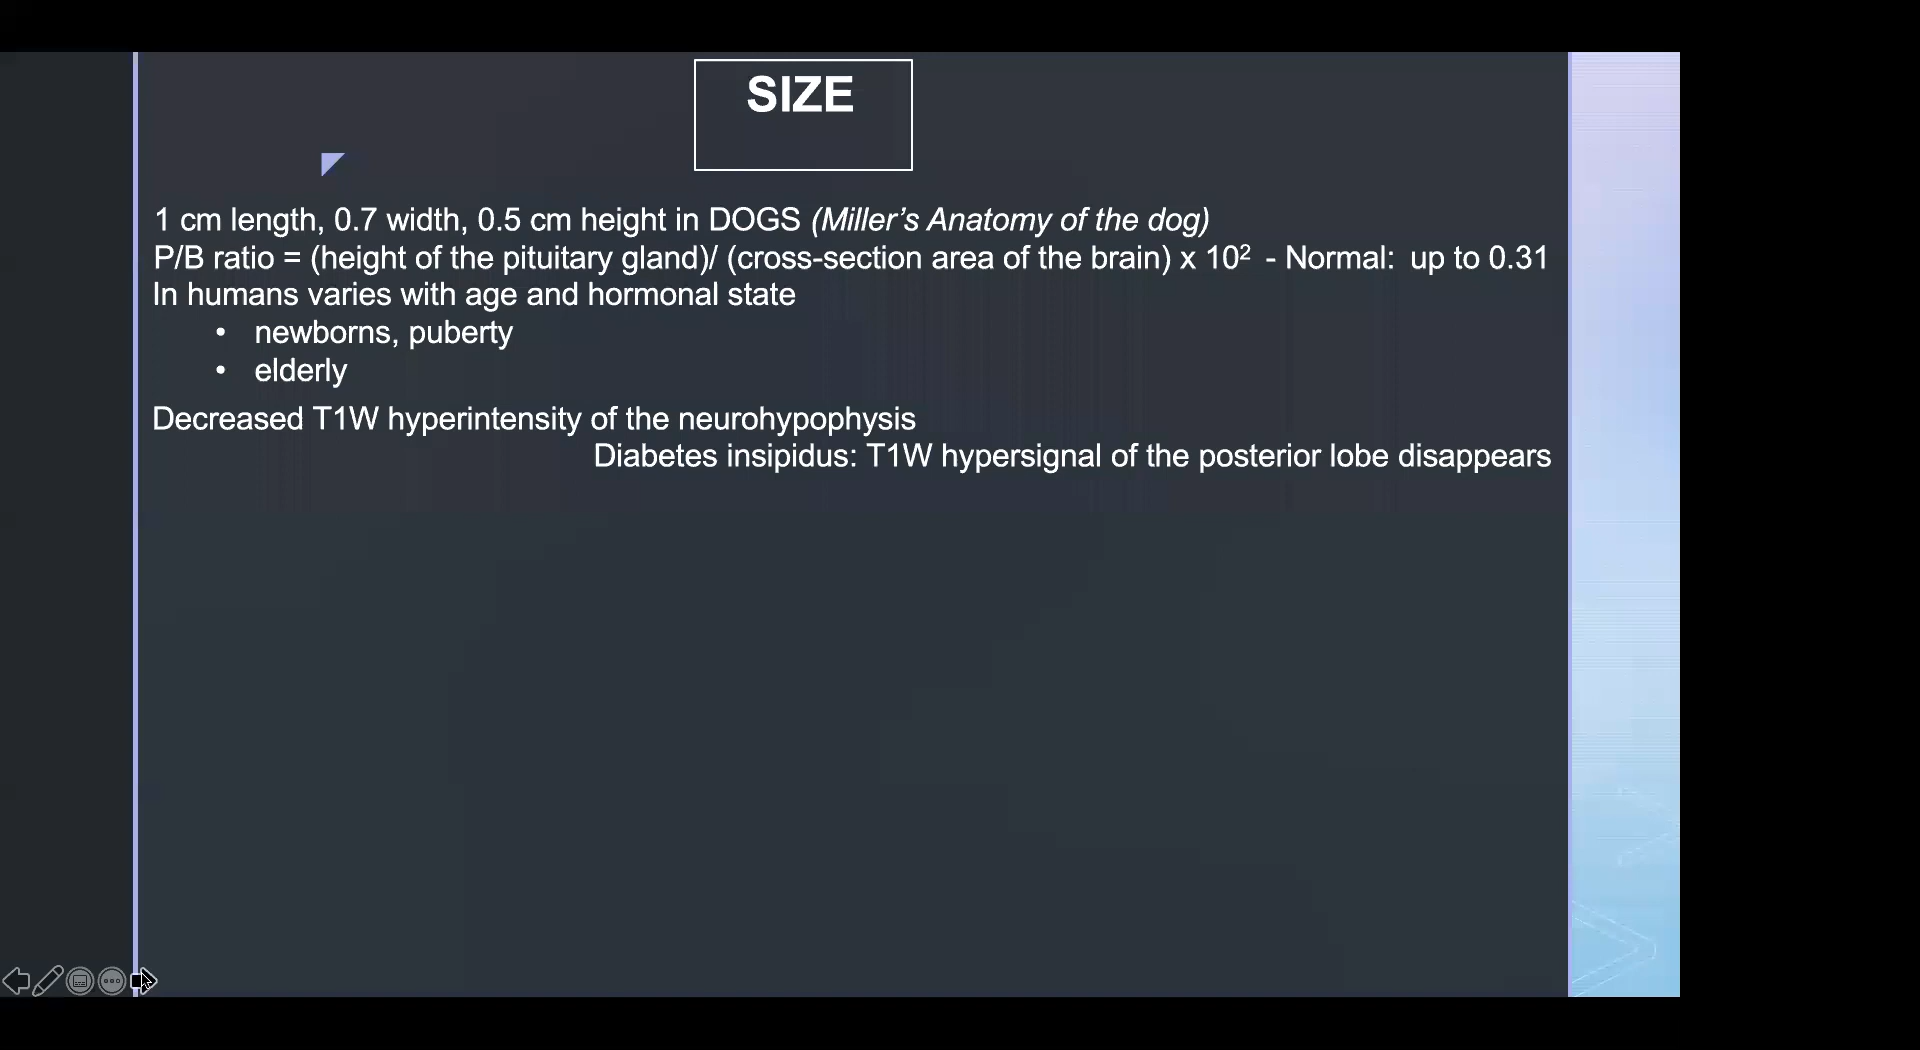 SIZE
1 cm length, 0.7 width, 0.5 cm height in DOGS (Miller’s Anatomy of the dog)
P/B ratio = (height of the pituitary gland)/ (cross-section area of the brain) x 10² - Normal: up to 0.31
In humans varies with age and hormonal state
• newborns, puberty
• elderly
Decreased T1W hyperintensity of the neurohypophysis
Diabetes insipidus: T1W hypersignal of the posterior lobe disappears